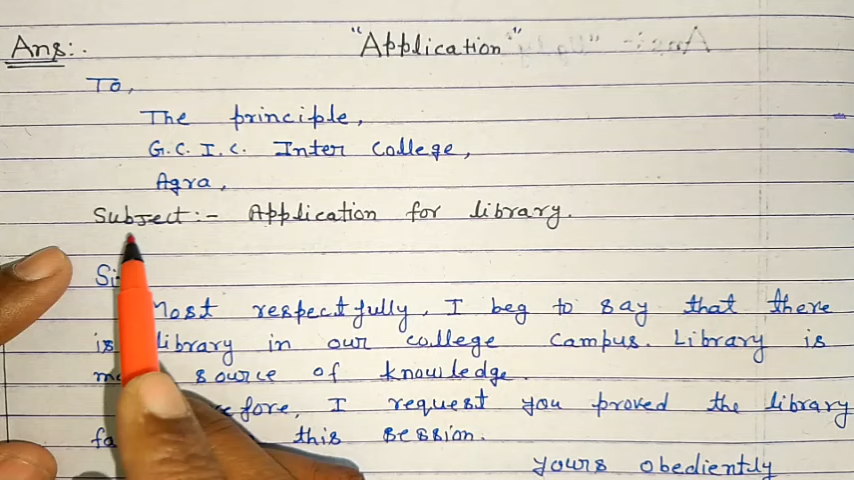 Ans:.
"Application"
To,
The principle,
G.C.I.C. Inter College,
Agra,
Subject:- Application for library.
Most respectfully, I beg to say that there
is library in our college campus. Library is
source of knowledge.
I request you proved the library
this session.
Yours obediently